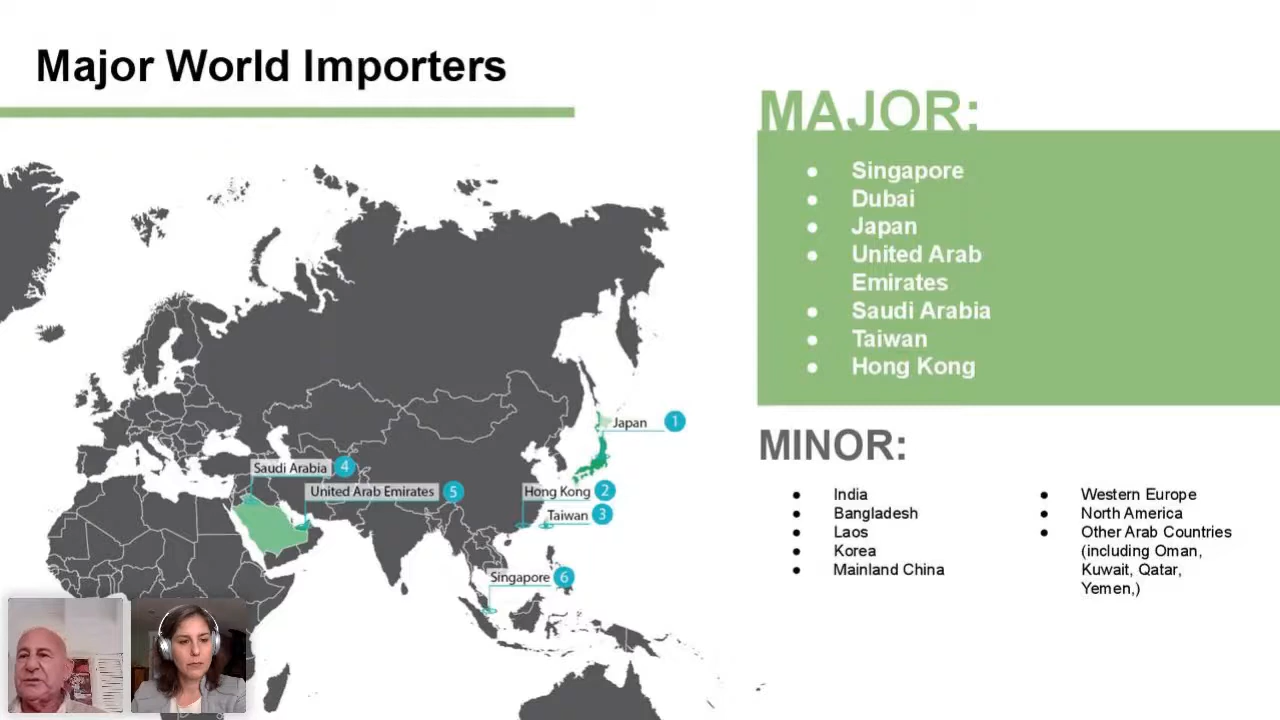 Major World Importers
MAJOR:
● Singapore
● Dubai
● Japan
● United Arab
Emirates
● Saudi Arabia
● Taiwan
● Hong Kong
Japan 1
Saudi Arabia 4
United Arab Emirates 5
Hong Kong 2
Taiwan 3
Singapore 6
MINOR:
● India
● Bangladesh
● Laos
● Korea
● Mainland China
● Western Europe
● North America
● Other Arab Countries
(including Oman,
Kuwait, Qatar,
Yemen,)